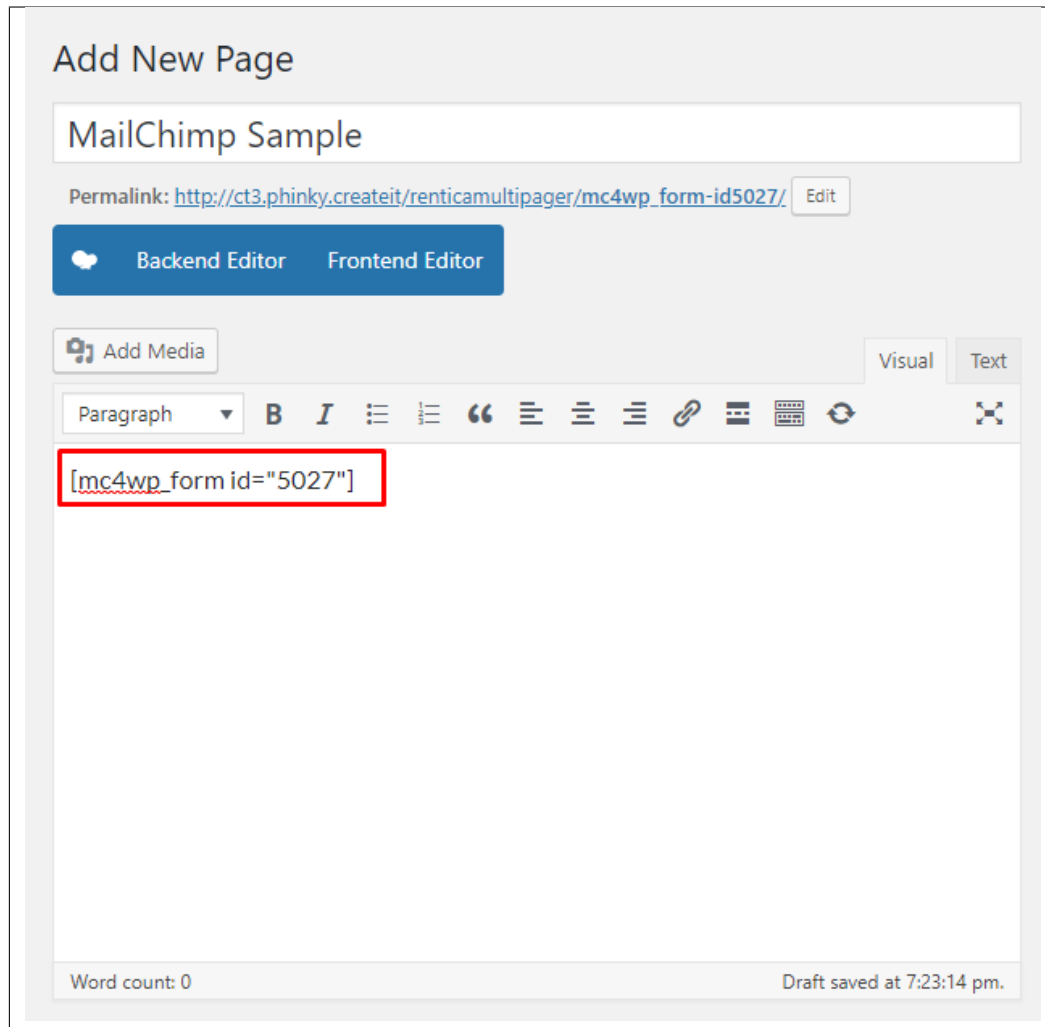 Add New Page
MailChimp Sample
Permalink: http://ct3.phinky.createit/renticamultipager/mc4wp_form-id5027/ Edit
Backend Editor Frontend Editor
Add Media
Visual Text
Paragraph B I
[mc4wp_form id="5027"]
Word count: 0 Draft saved at 7:23:14 pm.